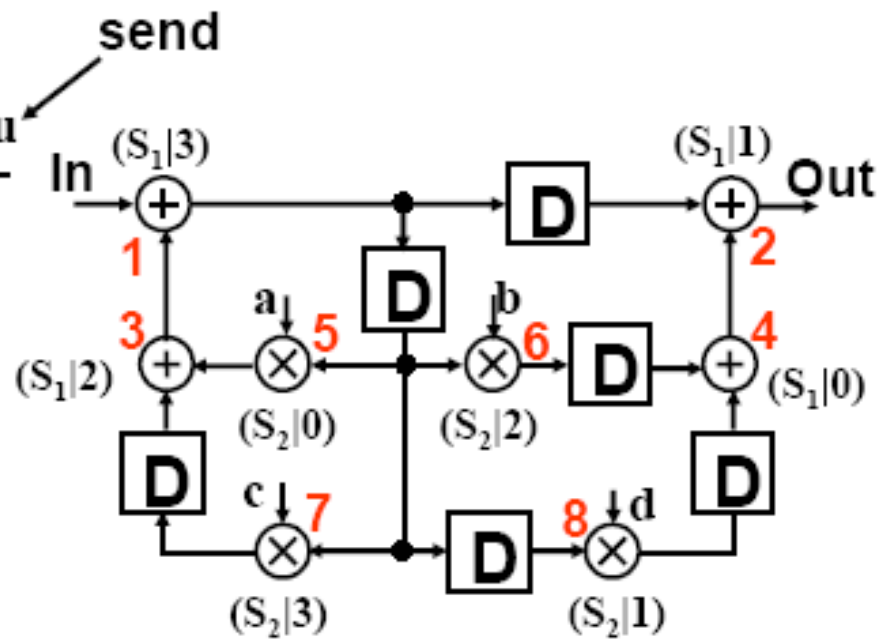 send
u
In
(S₁|3)
(S₁|1)
Out
D
1
2
D
a
b
3
5
6
4
D
(S₁|2)
(S₂|0)
(S₂|2)
(S₁|0)
D
D
c
7
8
d
D
(S₂|3)
(S₂|1)